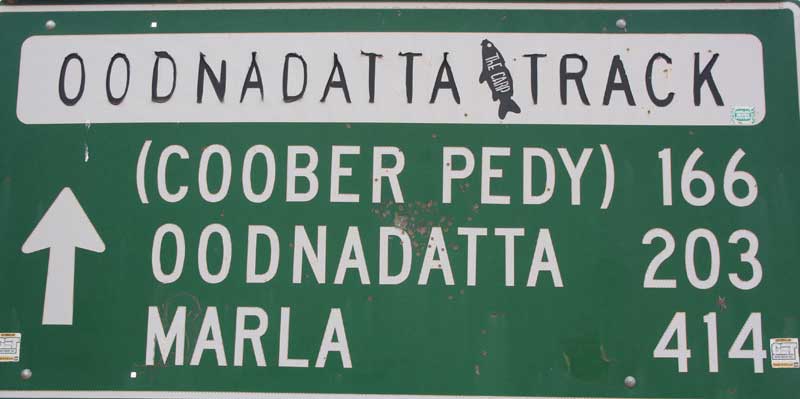 OODNADATTA TRACK
THE CARP
(COOBER PEDY) 166
OODNADATTA 203
MARLA 414